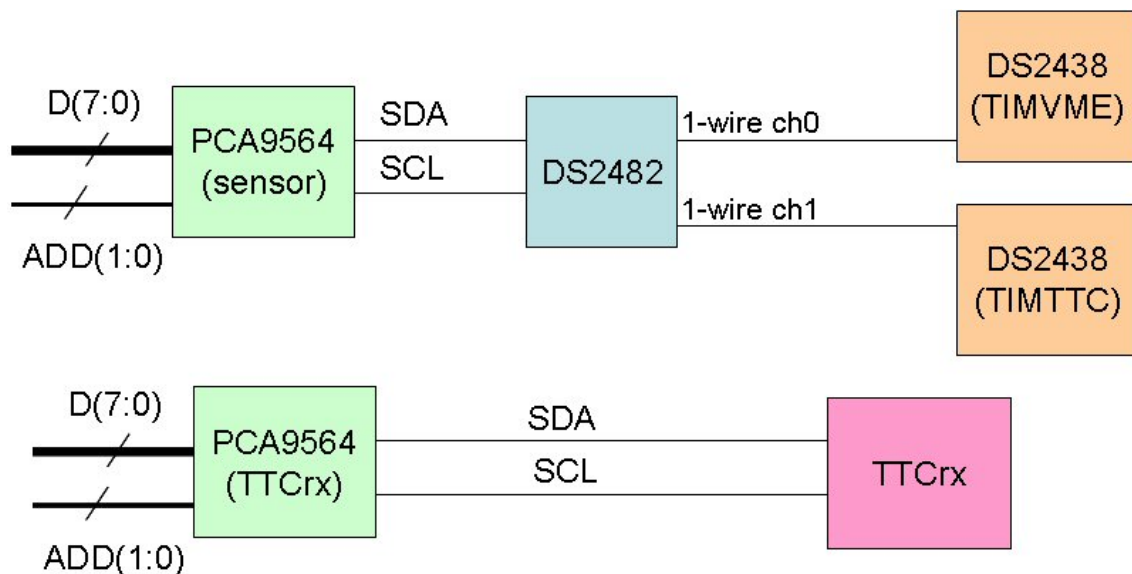 D(7:0)
ADD(1:0)
PCA9564
(sensor)
SDA
SCL
DS2482
1-wire ch0
1-wire ch1
DS2438
(TIMVME)
DS2438
(TIMTTC)
D(7:0)
ADD(1:0)
PCA9564
(TTCrx)
SDA
SCL
TTCrx